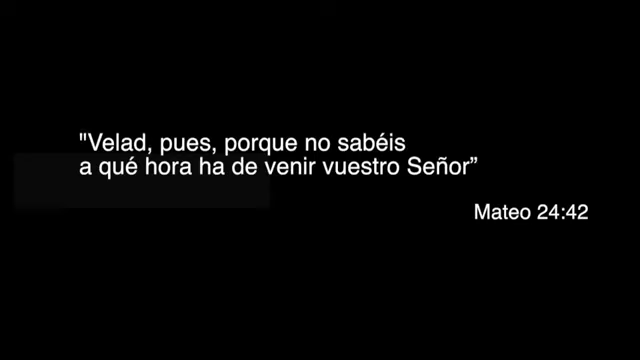 "Velad, pues, porque no sabéis
a qué hora ha de venir vuestro Señor”
Mateo 24:42